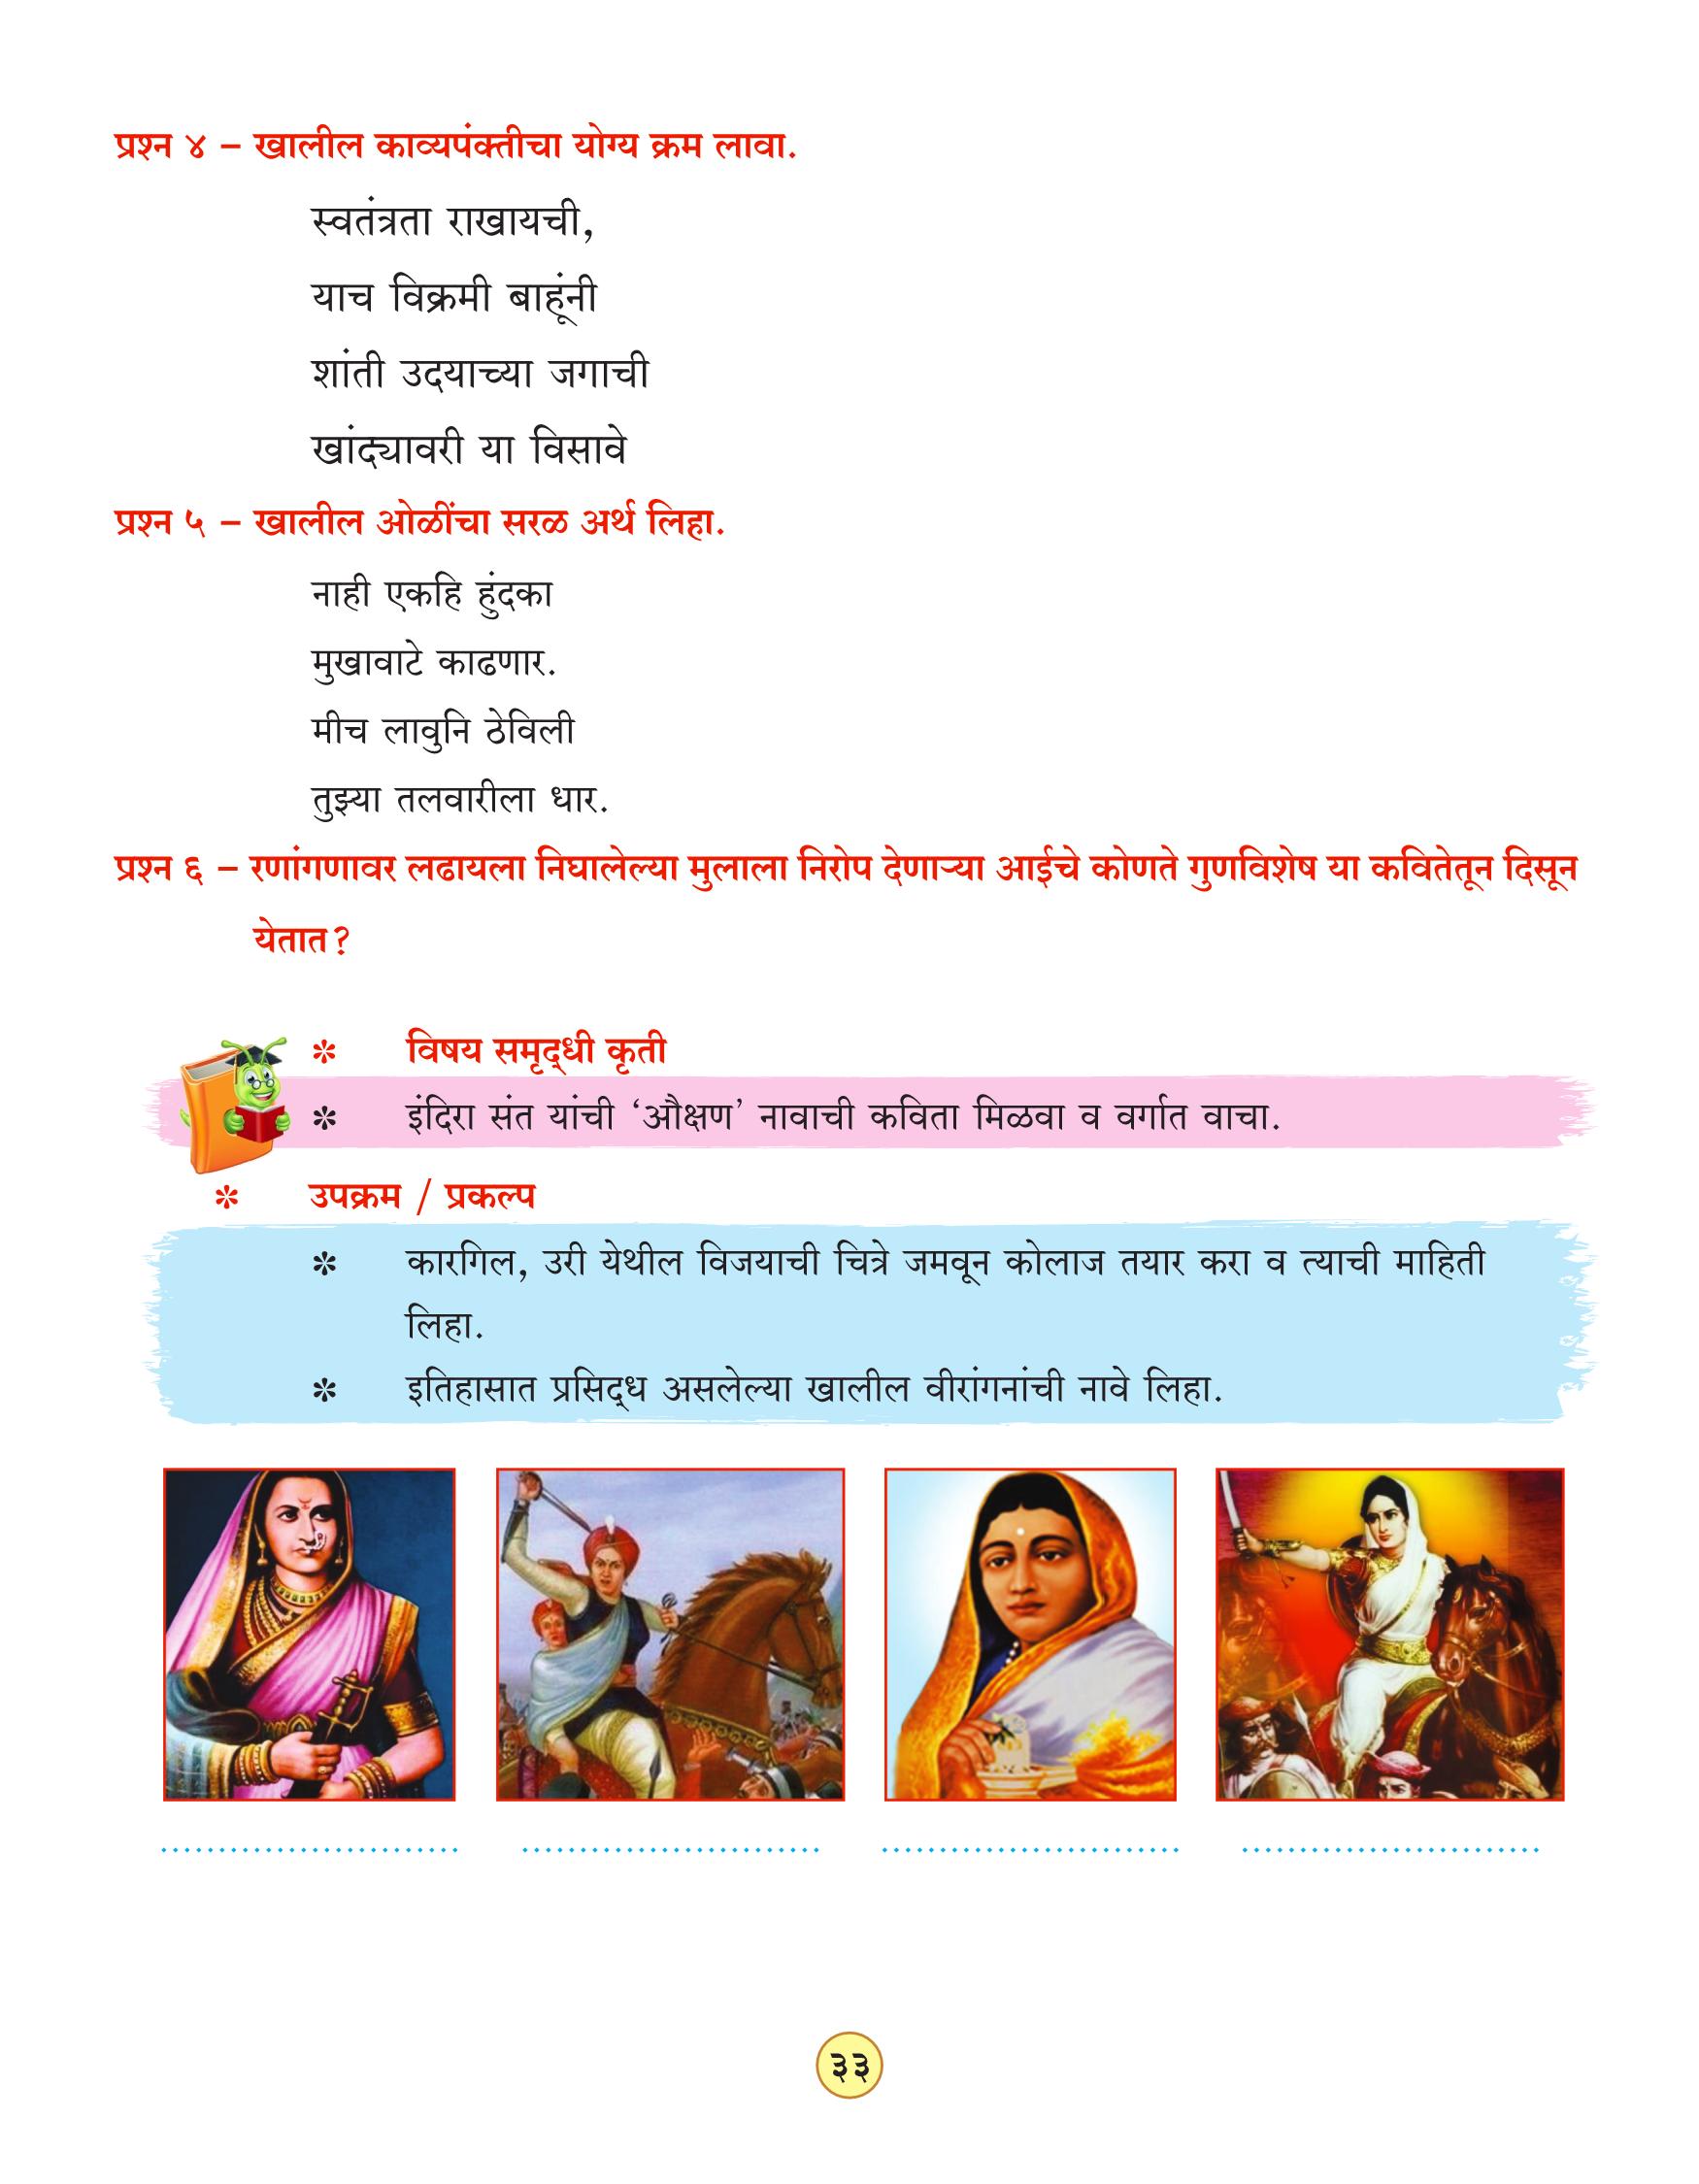 प्रश्न ४ – खालील काव्यपंक्तीचा योग्य क्रम लावा.
स्वतंत्रता राखायची,
याच विक्रमी बाहूंनी
शांती उदयाच्या जगाची
खांद्यावरी या विसावे
प्रश्न ५ – खालील ओळींचा सरळ अर्थ लिहा.
नाही एकहि हुंदका
मुखावाटे काढणार.
मीच लावुनि ठेविली
तुझ्या तलवारीला धार.
प्रश्न ६ – रणांगणावर लढायला निघालेल्या मुलाला निरोप देणाऱ्या आईचे कोणते गुणविशेष या कवितेतून दिसून
येतात?
* विषय समृद्धी कृती
* इंदिरा संत यांची ‘औक्षण’ नावाची कविता मिळवा व वर्गात वाचा.
* उपक्रम / प्रकल्प
* कारगिल, उरी येथील विजयाची चित्रे जमवून कोलाज तयार करा व त्याची माहिती
लिहा.
* इतिहासात प्रसिद्ध असलेल्या खालील वीरांगनांची नावे लिहा.
३३